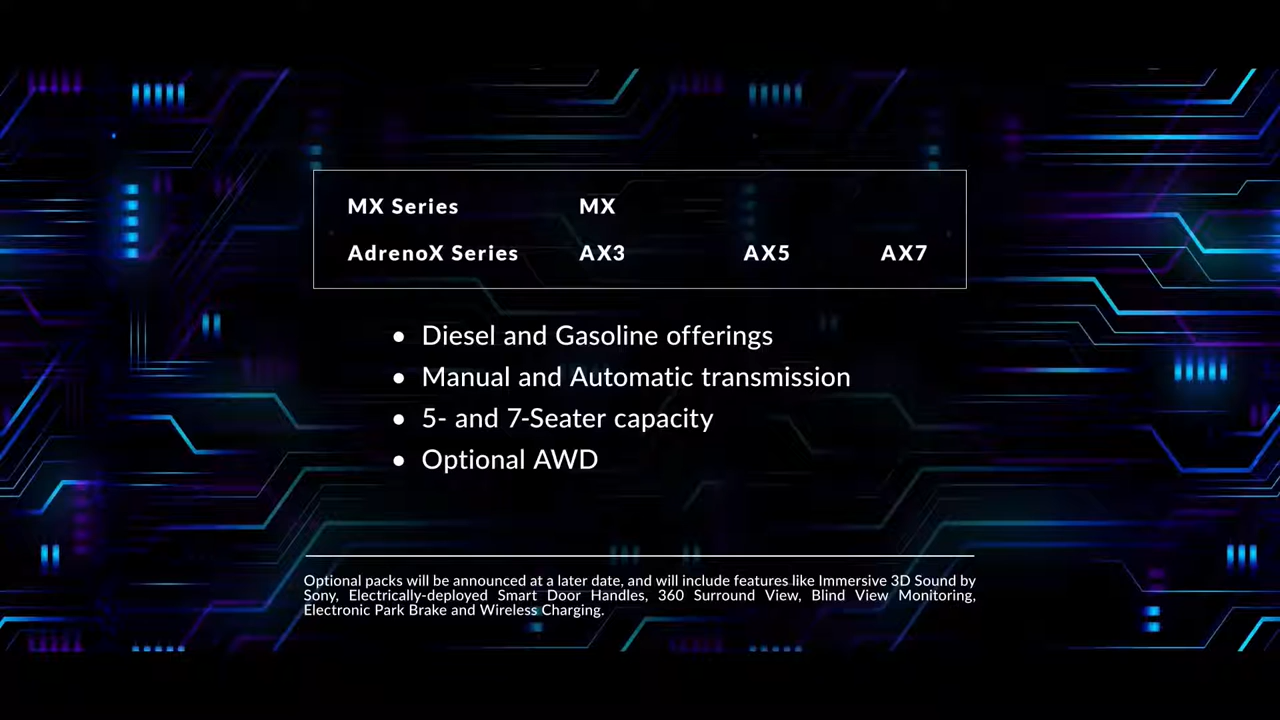 MX Series MX
AdrenoX Series AX3 AX5 AX7
• Diesel and Gasoline offerings
• Manual and Automatic transmission
• 5- and 7-Seater capacity
• Optional AWD
Optional packs will be announced at a later date, and will include features like Immersive 3D Sound by
Sony, Electrically-deployed Smart Door Handles, 360 Surround View, Blind View Monitoring,
Electronic Park Brake and Wireless Charging.